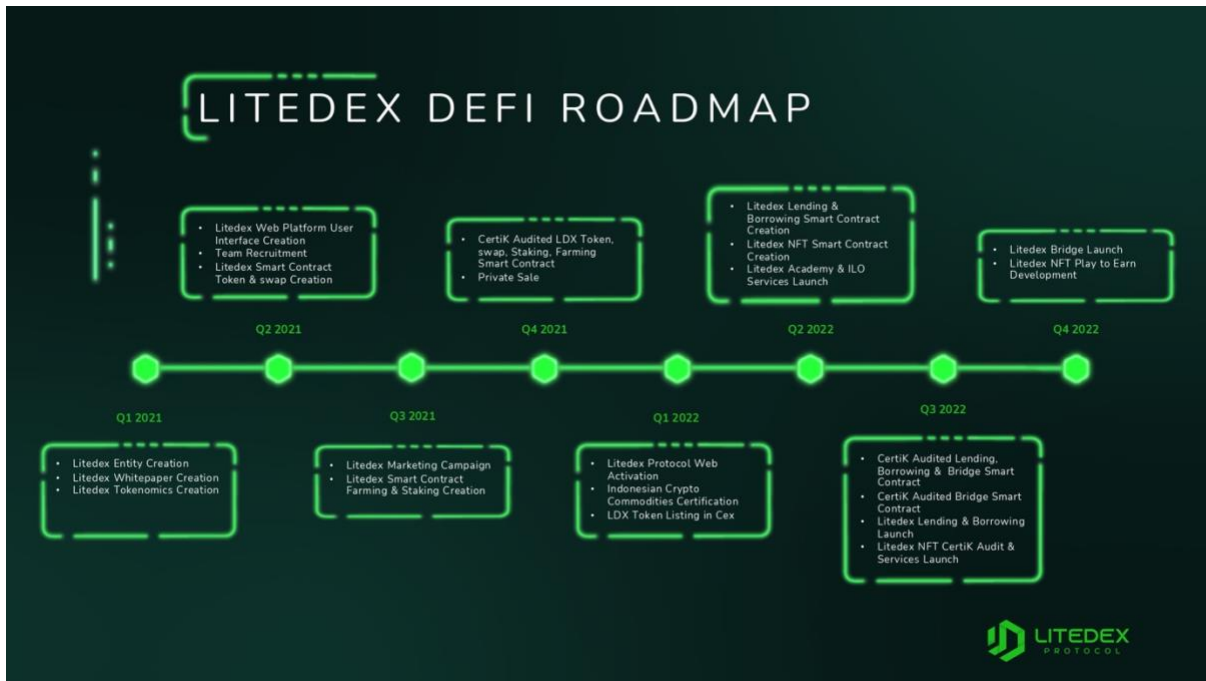 LITEDEX DEFI ROADMAP
• Litedex Web Platform User
Interface Creation
• Team Recruitment
• Litedex Smart Contract
Token & swap Creation
Q2 2021
• CertiK Audited LDX Token,
swap, Staking, Farming
Smart Contract
• Private Sale
Q4 2021
• Litedex Lending &
Borrowing Smart Contract
Creation
• Litedex NFT Smart Contract
Creation
• Litedex Academy & ILO
Services Launch
Q2 2022
• Litedex Bridge Launch
• Litedex NFT Play to Earn
Development
Q4 2022
Q1 2021
• Litedex Entity Creation
• Litedex Whitepaper Creation
• Litedex Tokenomics Creation
Q3 2021
• Litedex Marketing Campaign
• Litedex Smart Contract
Farming & Staking Creation
Q1 2022
• Litedex Protocol Web
Activation
• Indonesian Crypto
Commodities Certification
• LDX Token Listing in Cex
Q3 2022
• CertiK Audited Lending,
Borrowing & Bridge Smart
Contract
• CertiK Audited Bridge Smart
Contract
• Litedex Lending & Borrowing
Launch
• Litedex NFT CertiK Audit &
Services Launch
LITEDEX
PROTOCOL